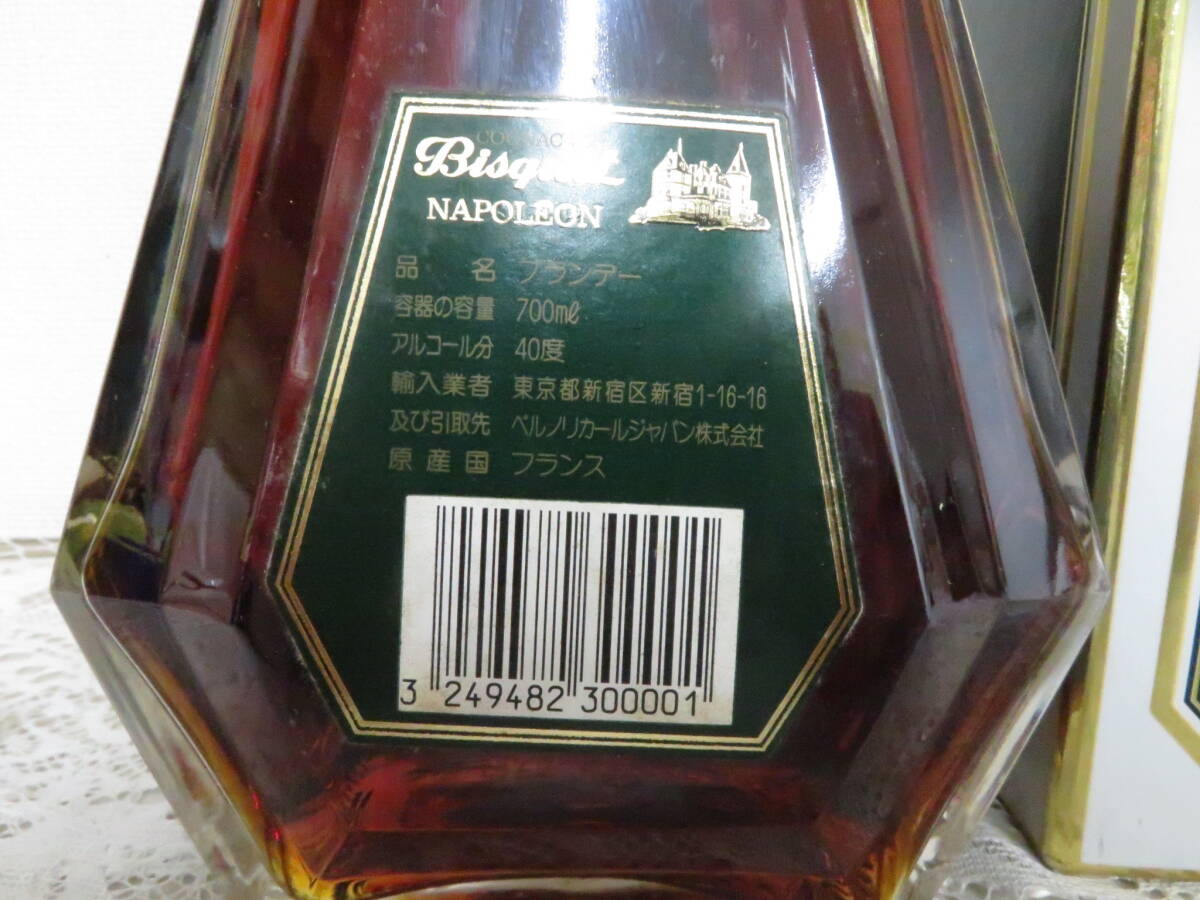 COGNAC
Bisquit
NAPOLEON
品名 ブランデー
容器の容量 700mℓ
アルコール分 40度
輸入業者 東京都新宿区新宿1-16-16
及び引取先 ペルノリカールジャパン株式会社
原産国 フランス
3 249482 300001